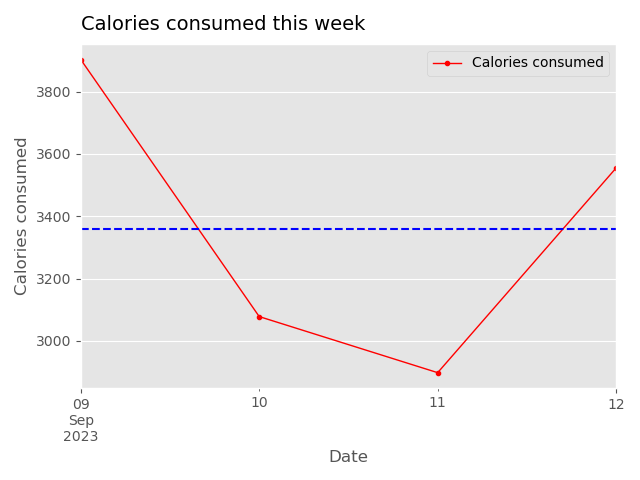 Calories consumed this week
Calories consumed
3800
3600
3400
3200
3000
Calories consumed
09
Sep
2023
10
11
12
Date